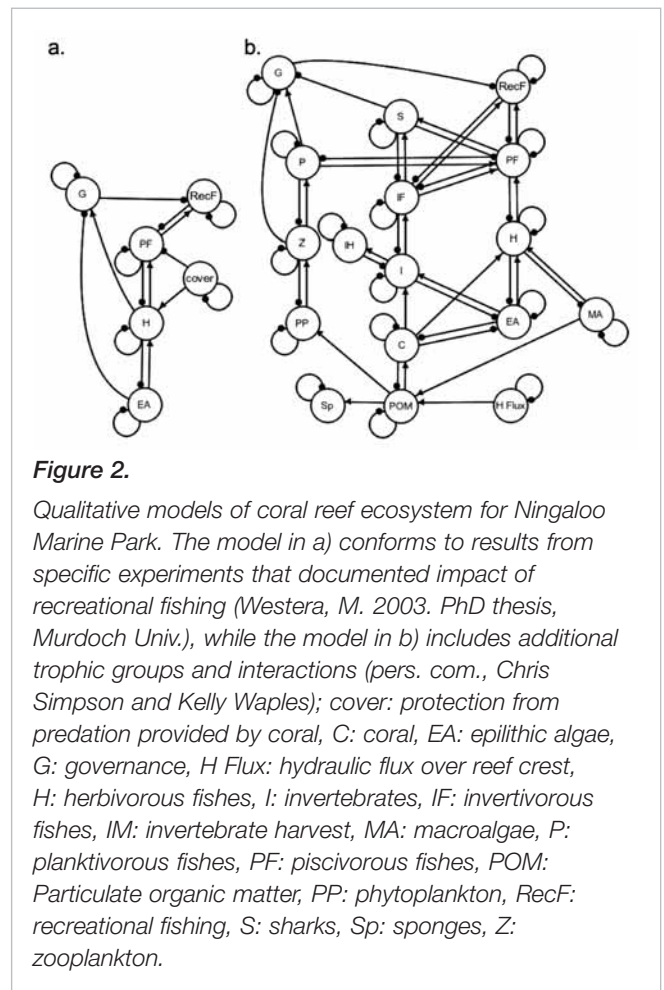 a.
b.
G
RecF
PF
cover
H
EA
G
RecF
S
P
PF
IF
Z
IH
H
I
PP
EA
MA
C
Sp
POM
H Flux
Figure 2.
Qualitative models of coral reef ecosystem for Ningaloo
Marine Park. The model in a) conforms to results from
specific experiments that documented impact of
recreational fishing (Westera, M. 2003. PhD thesis,
Murdoch Univ.), while the model in b) includes additional
trophic groups and interactions (pers. com., Chris
Simpson and Kelly Waples); cover: protection from
predation provided by coral, C: coral, EA: epilithic algae,
G: governance, H Flux: hydraulic flux over reef crest,
H: herbivorous fishes, I: invertebrates, IF: invertivorous
fishes, IM: invertebrate harvest, MA: macroalgae, P:
planktivorous fishes, PF: piscivorous fishes, POM:
Particulate organic matter, PP: phytoplankton, RecF:
recreational fishing, S: sharks, Sp: sponges, Z:
zooplankton.